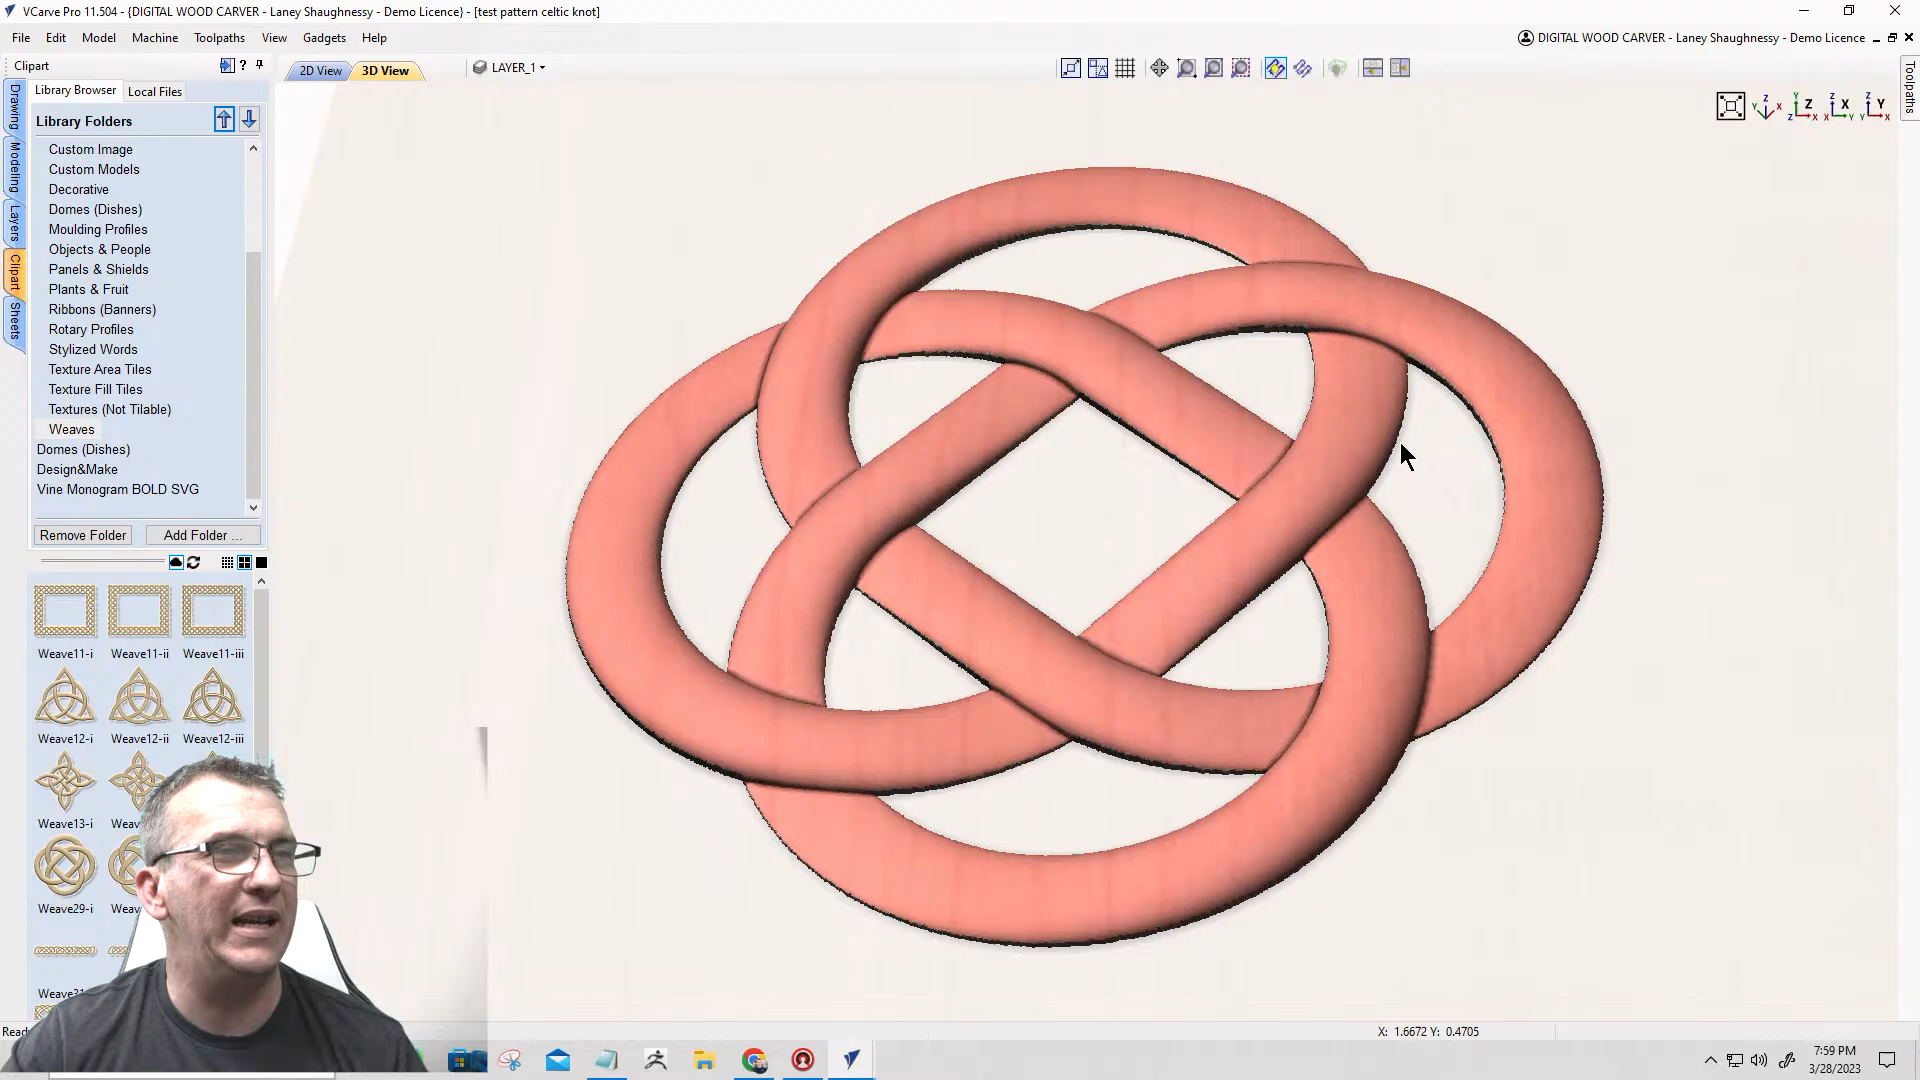 VCarve Pro 11.504 - {DIGITAL WOOD CARVER - Laney Shaughnessy - Demo Licence} - [test pattern celtic knot]
File Edit Model Machine Toolpaths View Gadgets Help
DIGITAL WOOD CARVER - Laney Shaughnessy - Demo Licence
Clipart
2D View 3D View LAYER_1
Library Browser Local Files
Library Folders
Custom Image
Custom Models
Decorative
Domes (Dishes)
Moulding Profiles
Objects & People
Panels & Shields
Plants & Fruit
Ribbons (Banners)
Rotary Profiles
Stylized Words
Texture Area Tiles
Texture Fill Tiles
Textures (Not Tilable)
Weaves
Domes (Dishes)
Design&Make
Vine Monogram BOLD SVG
Remove Folder Add Folder ...
Drawing
Modeling
Layers
Clipart
Sheets
Toolpaths
Weave11-i Weave11-ii Weave11-iii
Weave12-i Weave12-ii Weave12-iii
Weave13-i
Weave29-i
X: 1.6672 Y: 0.4705
7:59 PM
3/28/2023